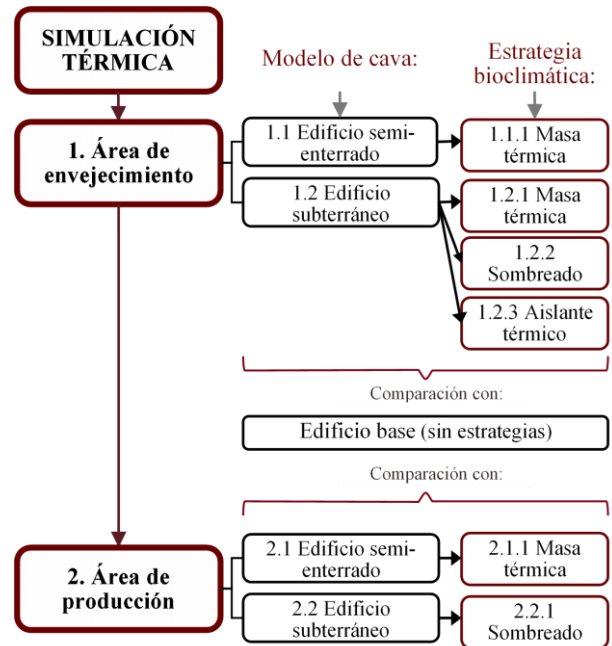 SIMULACIÓN
TÉRMICA
Modelo de cava:
Estrategia
bioclimática:
1. Área de
envejecimiento
1.1 Edificio semi-
enterrado
1.1.1 Masa
térmica
1.2 Edificio
subterráneo
1.2.1 Masa
térmica
1.2.2
Sombreado
1.2.3 Aislante
térmico
Comparación con:
Edificio base (sin estrategias)
Comparación con:
2. Área de
producción
2.1 Edificio semi-
enterrado
2.1.1 Masa
térmica
2.2 Edificio
subterráneo
2.2.1
Sombreado